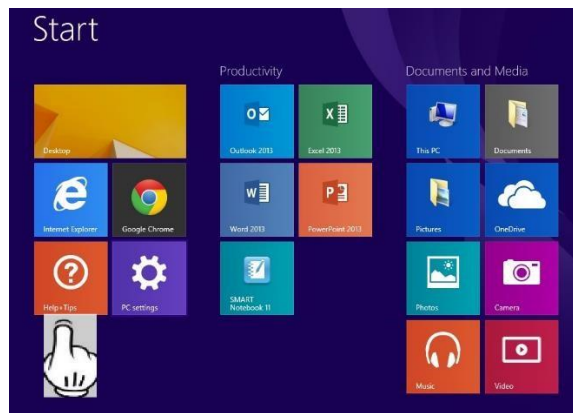 Start
Productivity
Documents and Media
Desktop
Outlook 2013
Excel 2013
This PC
Documents
Internet Explorer
Google Chrome
Word 2013
PowerPoint 2013
Pictures
OneDrive
Help+Tips
PC settings
SMART
Notebook 11
Photos
Camera
Music
Video